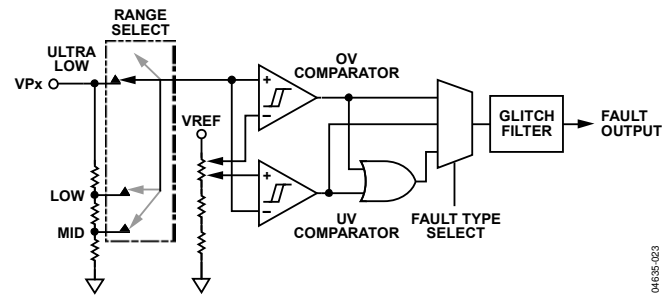 RANGE
SELECT
ULTRA
LOW
VPx
LOW
MID
VREF
+
–
OV
COMPARATOR
+
–
UV
COMPARATOR
FAULT TYPE
SELECT
GLITCH
FILTER
FAULT
OUTPUT
04635-023